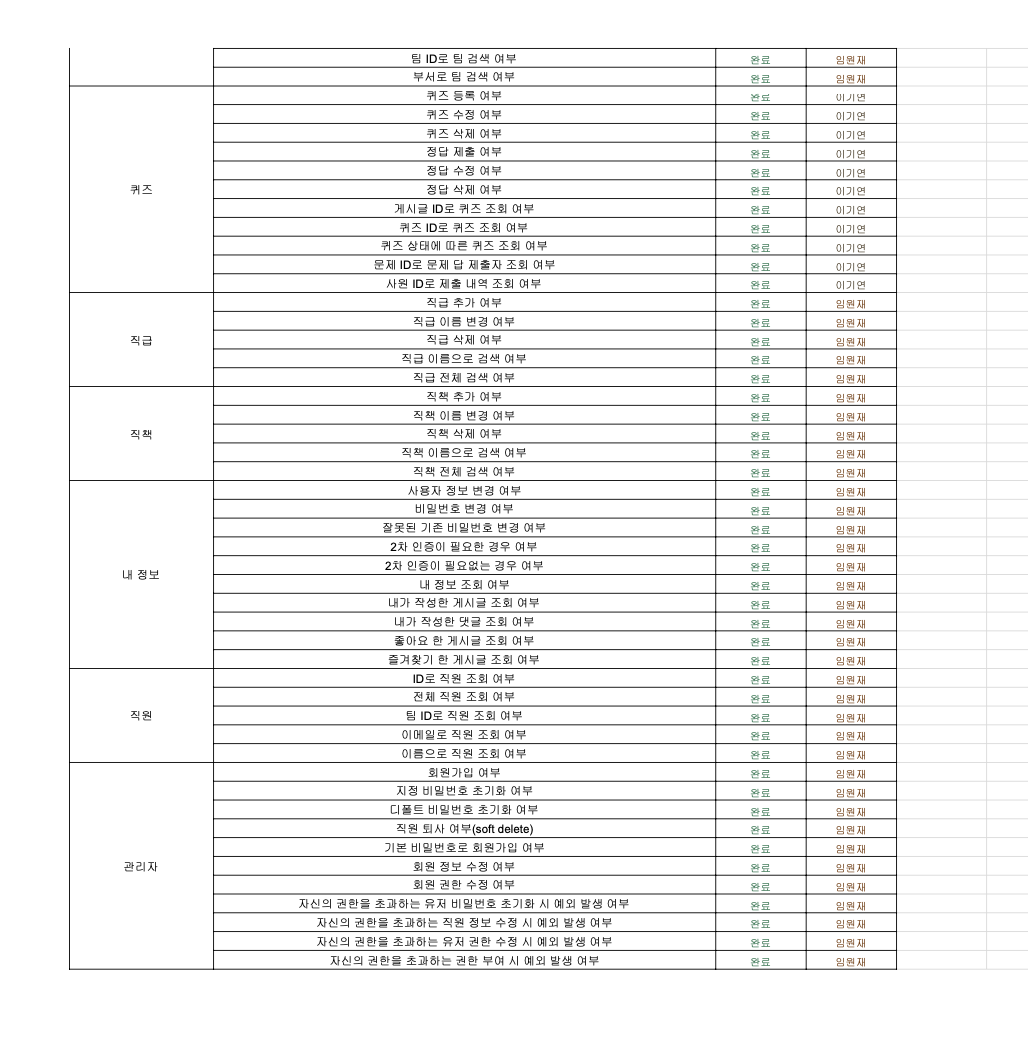 팀 ID로 팀 검색 여부 완료 임원재
부서로 팀 검색 여부 완료 임원재
퀴즈
퀴즈 등록 여부 완료 이기연
퀴즈 수정 여부 완료 이기연
퀴즈 삭제 여부 완료 이기연
정답 제출 여부 완료 이기연
정답 수정 여부 완료 이기연
정답 삭제 여부 완료 이기연
게시글 ID로 퀴즈 조회 여부 완료 이기연
퀴즈 ID로 퀴즈 조회 여부 완료 이기연
퀴즈 상태에 따른 퀴즈 조회 여부 완료 이기연
문제 ID로 문제 답 제출자 조회 여부 완료 이기연
사원 ID로 제출 내역 조회 여부 완료 이기연
직급
직급 추가 여부 완료 임원재
직급 이름 변경 여부 완료 임원재
직급 삭제 여부 완료 임원재
직급 이름으로 검색 여부 완료 임원재
직급 전체 검색 여부 완료 임원재
직책
직책 추가 여부 완료 임원재
직책 이름 변경 여부 완료 임원재
직책 삭제 여부 완료 임원재
직책 이름으로 검색 여부 완료 임원재
직책 전체 검색 여부 완료 임원재
내 정보
사용자 정보 변경 여부 완료 임원재
비밀번호 변경 여부 완료 임원재
잘못된 기존 비밀번호 변경 여부 완료 임원재
2차 인증이 필요한 경우 여부 완료 임원재
2차 인증이 필요없는 경우 여부 완료 임원재
내 정보 조회 여부 완료 임원재
내가 작성한 게시글 조회 여부 완료 임원재
내가 작성한 댓글 조회 여부 완료 임원재
좋아요 한 게시글 조회 여부 완료 임원재
즐겨찾기 한 게시글 조회 여부 완료 임원재
직원
ID로 직원 조회 여부 완료 임원재
전체 직원 조회 여부 완료 임원재
팀 ID로 직원 조회 여부 완료 임원재
이메일로 직원 조회 여부 완료 임원재
이름으로 직원 조회 여부 완료 임원재
관리자
회원가입 여부 완료 임원재
지정 비밀번호 초기화 여부 완료 임원재
디폴트 비밀번호 초기화 여부 완료 임원재
직원 퇴사 여부(soft delete) 완료 임원재
기본 비밀번호로 회원가입 여부 완료 임원재
회원 정보 수정 여부 완료 임원재
회원 권한 수정 여부 완료 임원재
자신의 권한을 초과하는 유저 비밀번호 초기화 시 예외 발생 여부 완료 임원재
자신의 권한을 초과하는 직원 정보 수정 시 예외 발생 여부 완료 임원재
자신의 권한을 초과하는 유저 권한 수정 시 예외 발생 여부 완료 임원재
자신의 권한을 초과하는 권한 부여 시 예외 발생 여부 완료 임원재